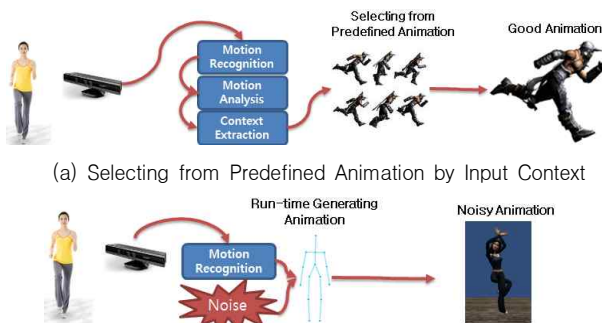 Selecting from
Predefined Animation
Good Animation
Motion
Recognition
Motion
Analysis
Context
Extraction
(a) Selecting from Predefined Animation by Input Context
Run-time Generating
Animation
Noisy Animation
Motion
Recognition
Noise